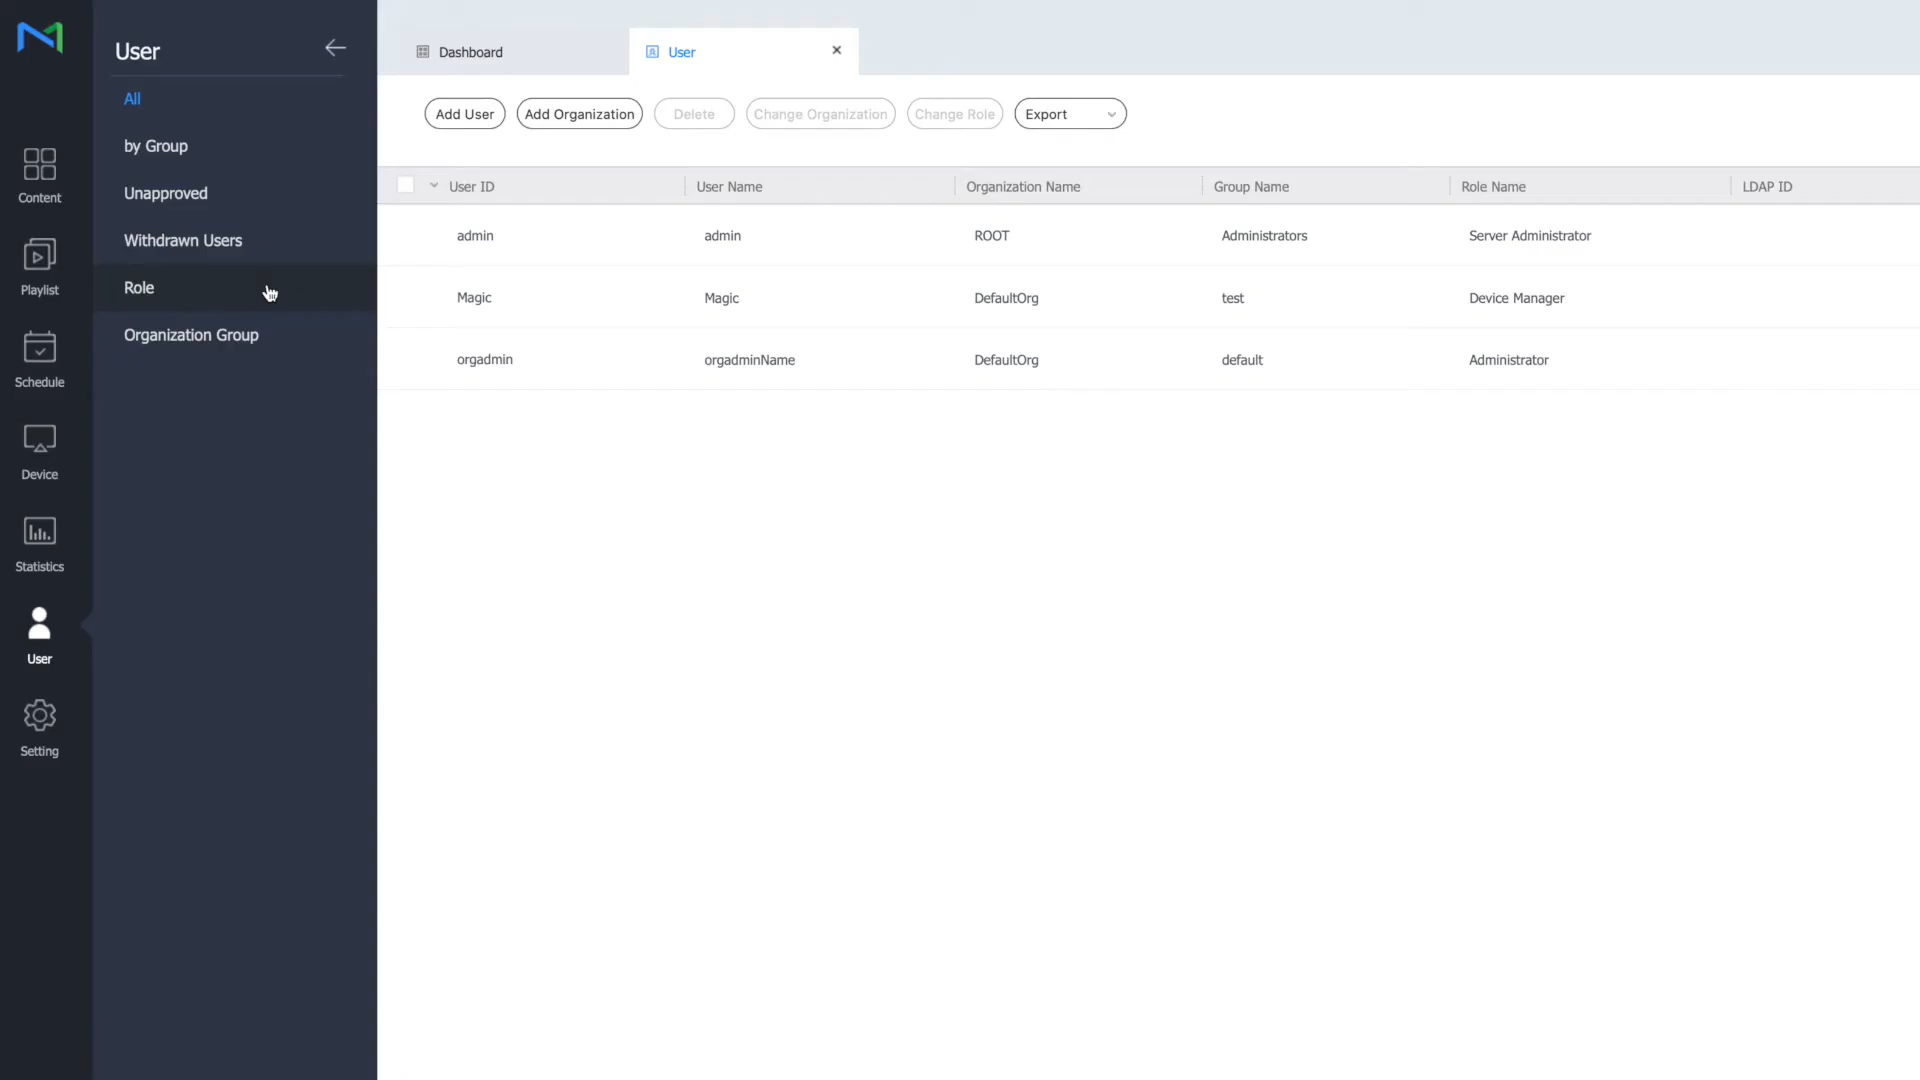 User
All
by Group
Unapproved
Withdrawn Users
Role
Organization Group
Content
Playlist
Schedule
Device
Statistics
User
Setting
Dashboard
User
Add User
Add Organization
Delete
Change Organization
Change Role
Export
User ID User Name Organization Name Group Name Role Name LDAP ID
admin admin ROOT Administrators Server Administrator
Magic Magic DefaultOrg test Device Manager
orgadmin orgadminName DefaultOrg default Administrator